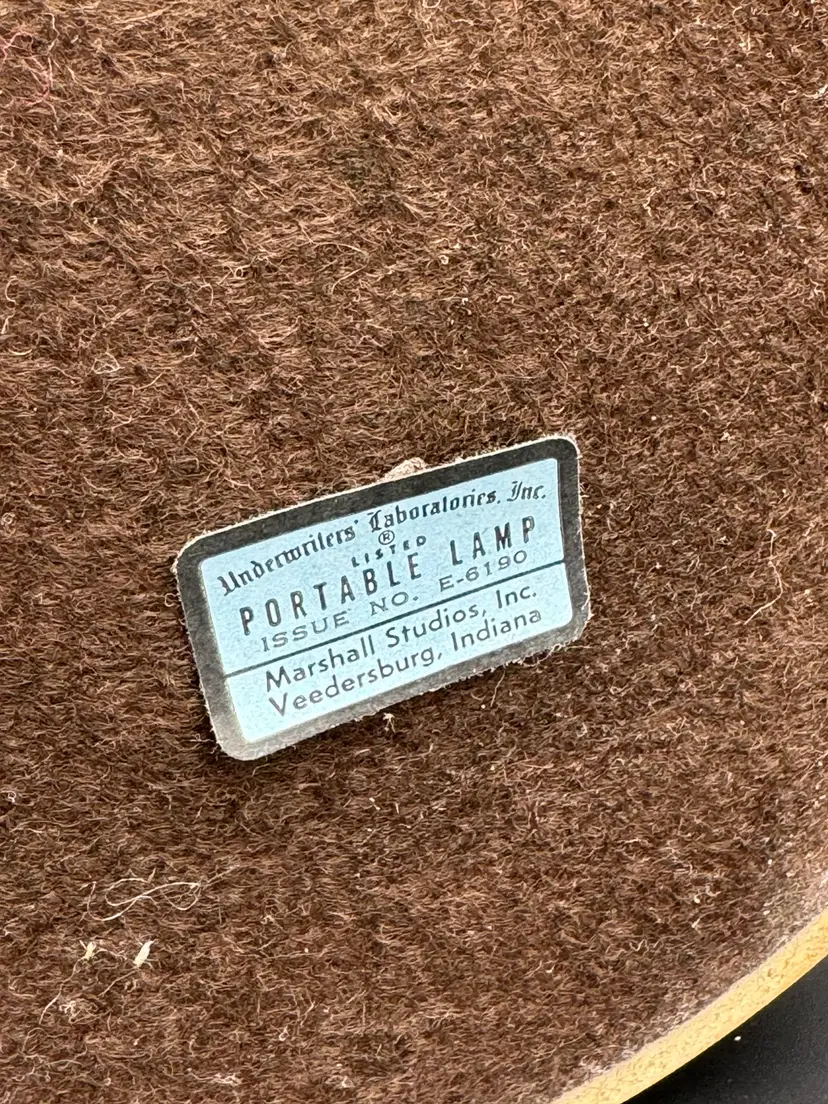 Underwriters' Laboratories, Inc.
®
LISTED
PORTABLE LAMP
ISSUE NO. E-6190
Marshall Studios, Inc.
Veedersburg, Indiana